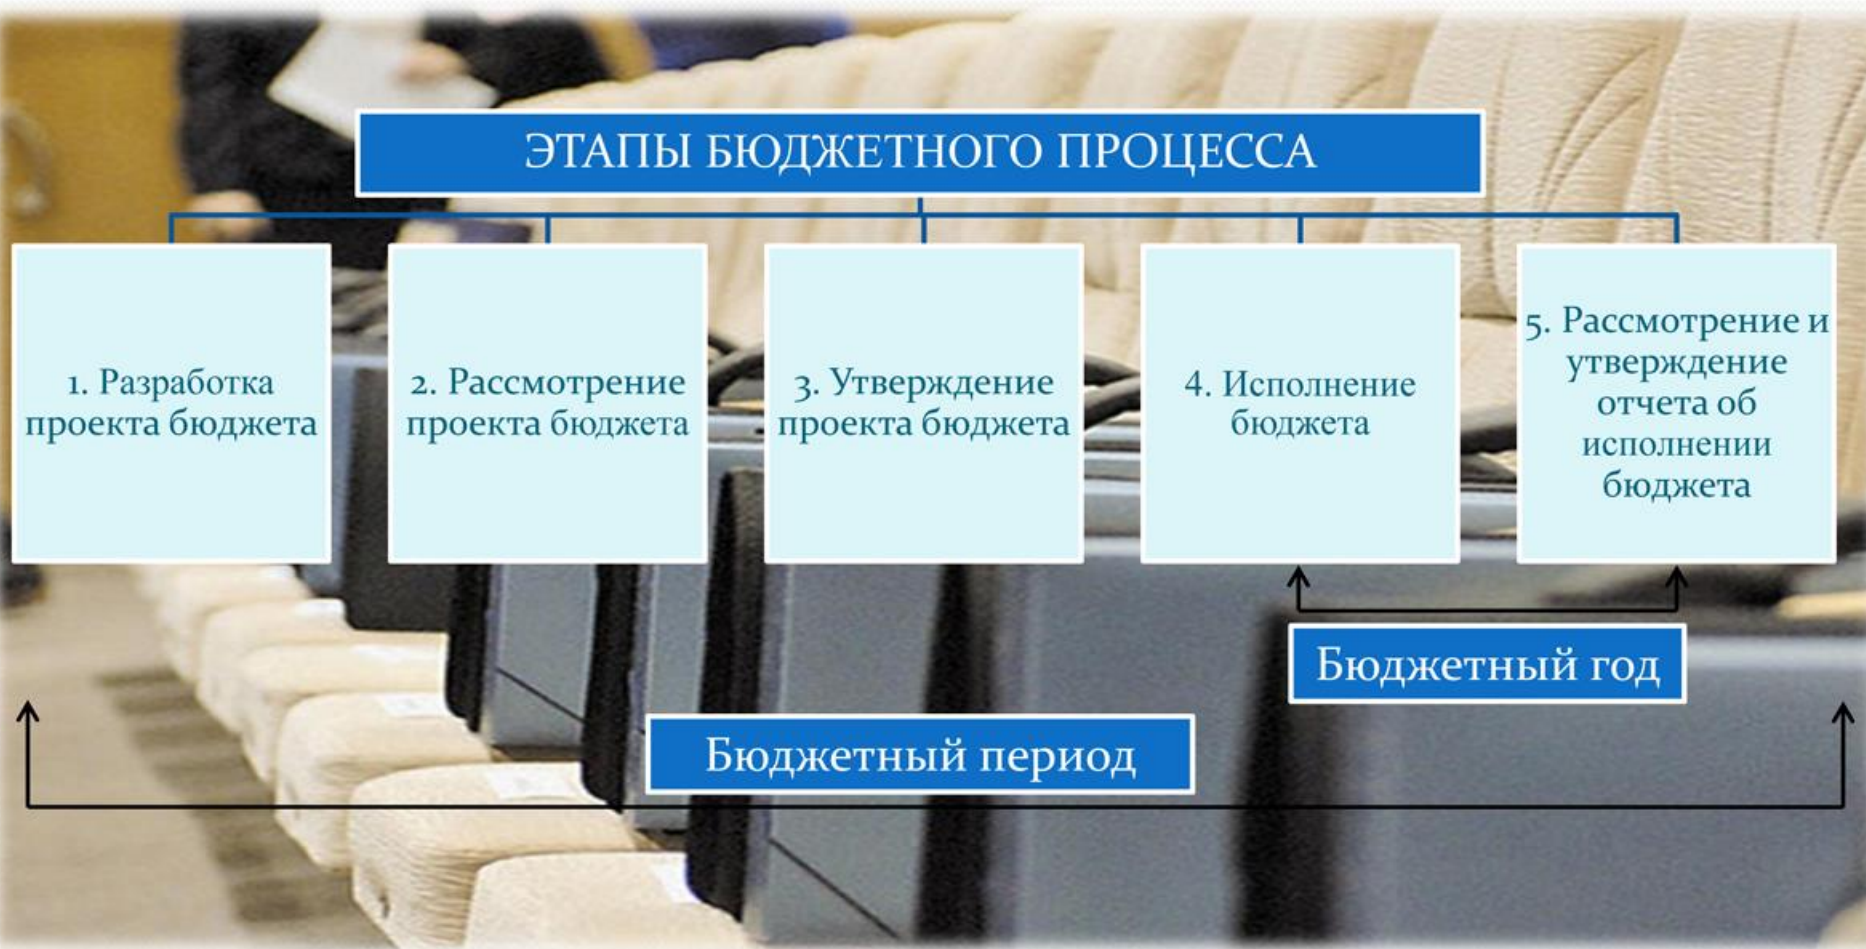 ЭТАПЫ БЮДЖЕТНОГО ПРОЦЕССА
1. Разработка
проекта бюджета
2. Рассмотрение
проекта бюджета
3. Утверждение
проекта бюджета
4. Исполнение
бюджета
5. Рассмотрение и
утверждение
отчета об
исполнении
бюджета
Бюджетный год
Бюджетный период